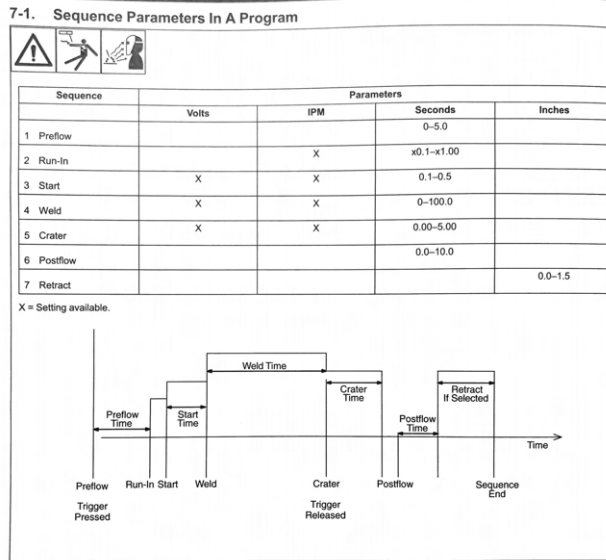 7-1. Sequence Parameters In A Program
Sequence Parameters
Volts IPM Seconds Inches
1 Preflow 0–5.0
2 Run-In X x0.1–x1.00
3 Start X X 0.1–0.5
4 Weld X X 0–100.0
5 Crater X X 0.00–5.00
6 Postflow 0.0–10.0
7 Retract 0.0–1.5
X = Setting available.
Weld Time
Crater
Time
Retract
If Selected
Preflow
Time
Start
Time
Postflow
Time
Time
Preflow Run-In Start Weld Crater Postflow Sequence
End
Trigger
Pressed
Trigger
Released